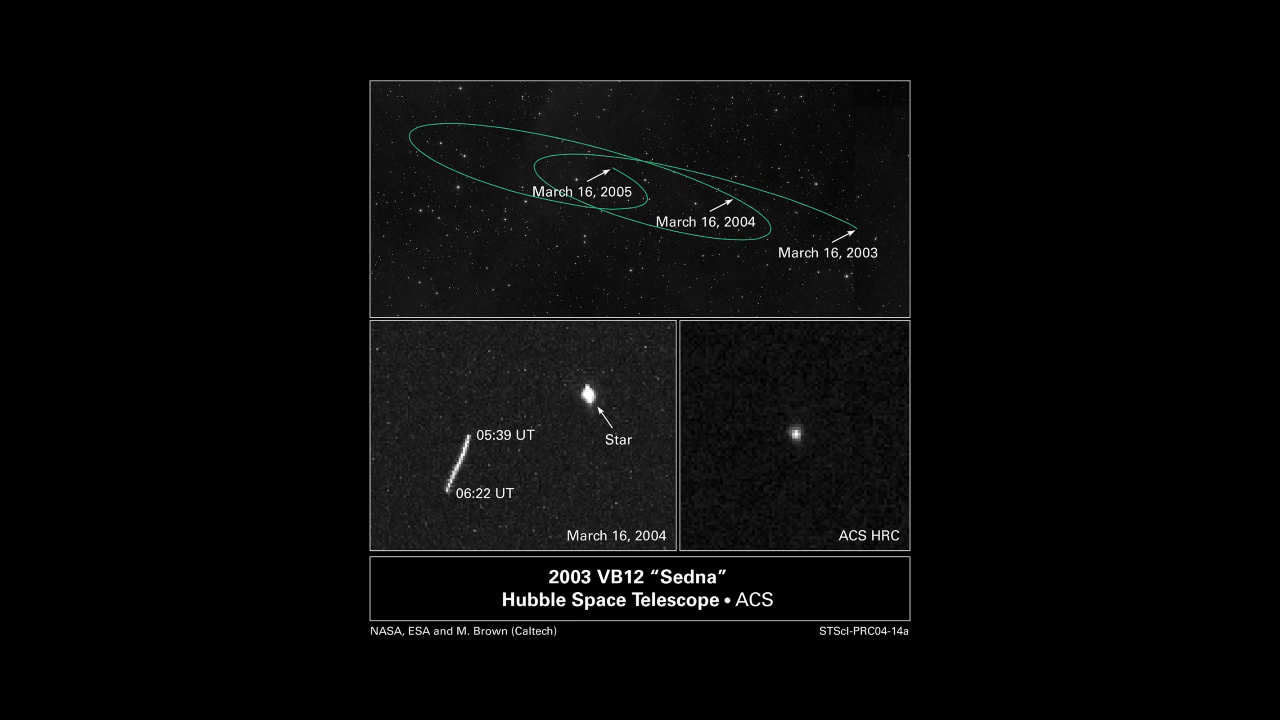 March 16, 2005
March 16, 2004
March 16, 2003
05:39 UT
Star
06:22 UT
March 16, 2004
ACS HRC
2003 VB12 “Sedna”
Hubble Space Telescope • ACS
NASA, ESA and M. Brown (Caltech)
STScI-PRC04-14a